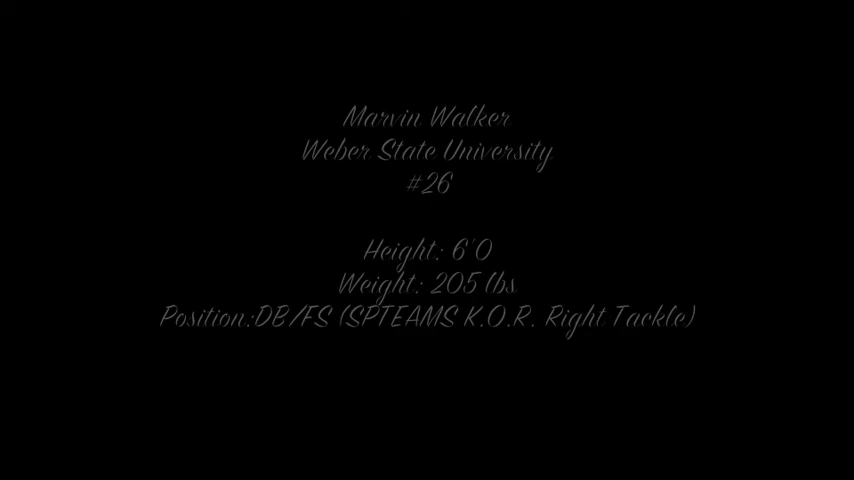 Marvin Walker
Weber State University
#26
Height: 6'0
Weight: 205 lbs
Position:DB/FS (SPTEAMS K.O.R. Right Tackle)